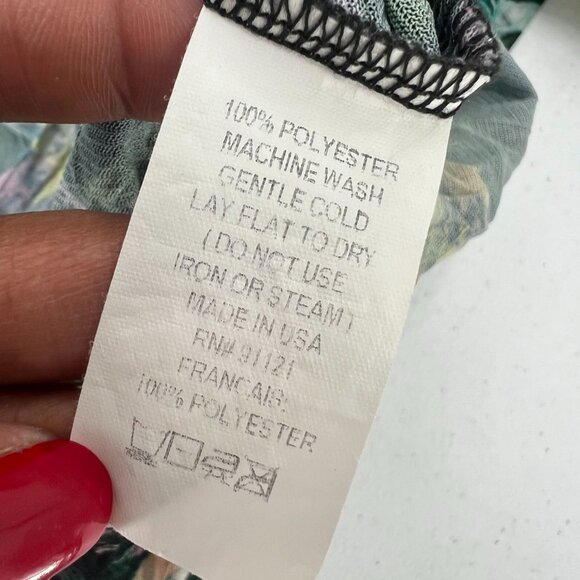 100% POLYESTER
MACHINE WASH
GENTLE COLD
LAY FLAT TO DRY
(DO NOT USE
IRON OR STEAM)
MADE IN USA
RN# 91121
FRANCAIS:
100% POLYESTER